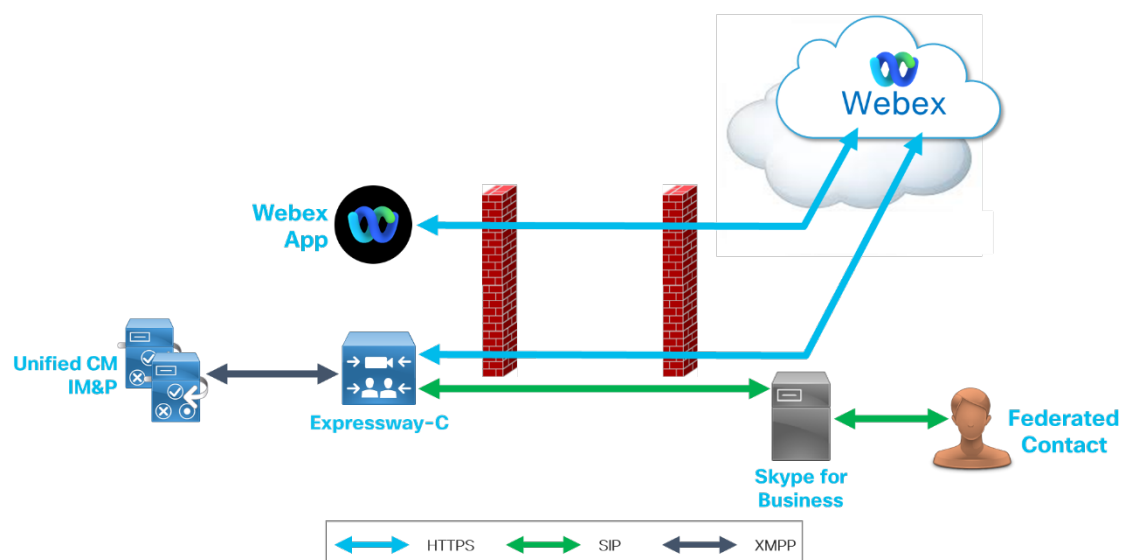 Webex
Webex
App
Unified CM
IM&P
Expressway-C
Skype for
Business
Federated
Contact
HTTPS
SIP
XMPP